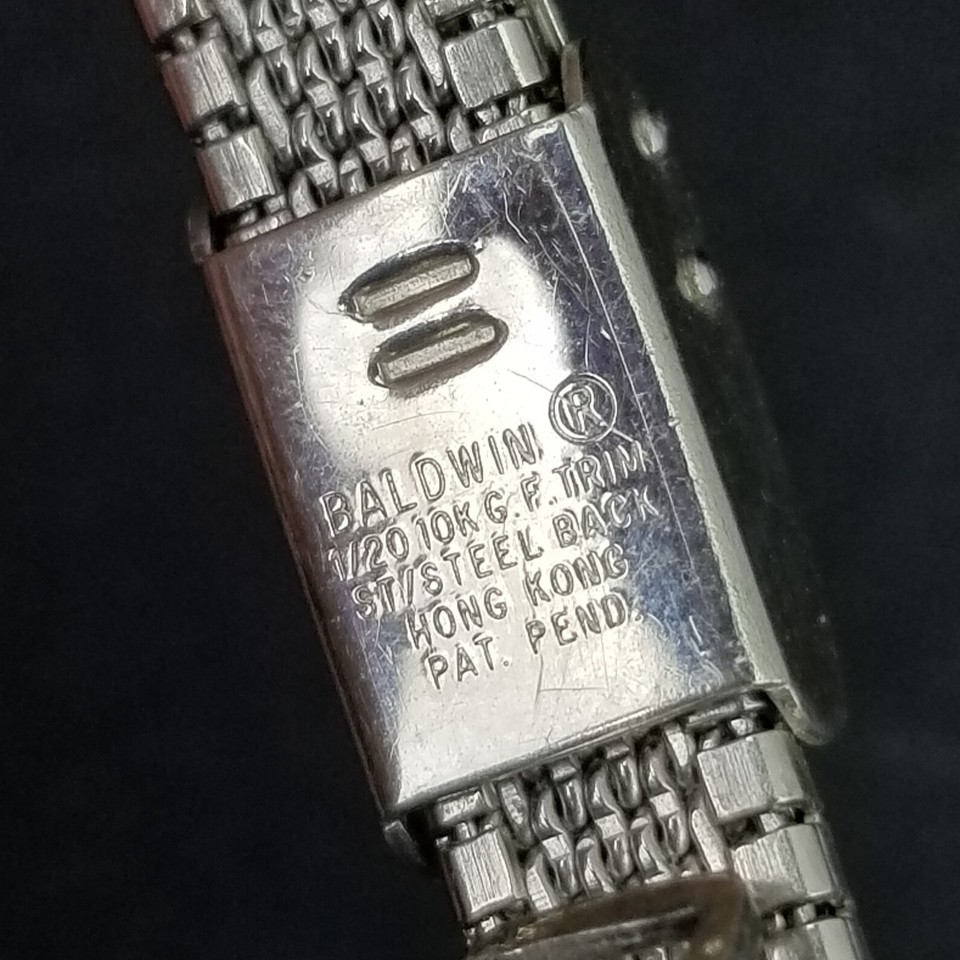 BALDWIN ®
1/20 10K G.F. TRIM
ST/STEEL BACK
HONG KONG
PAT. PEND.